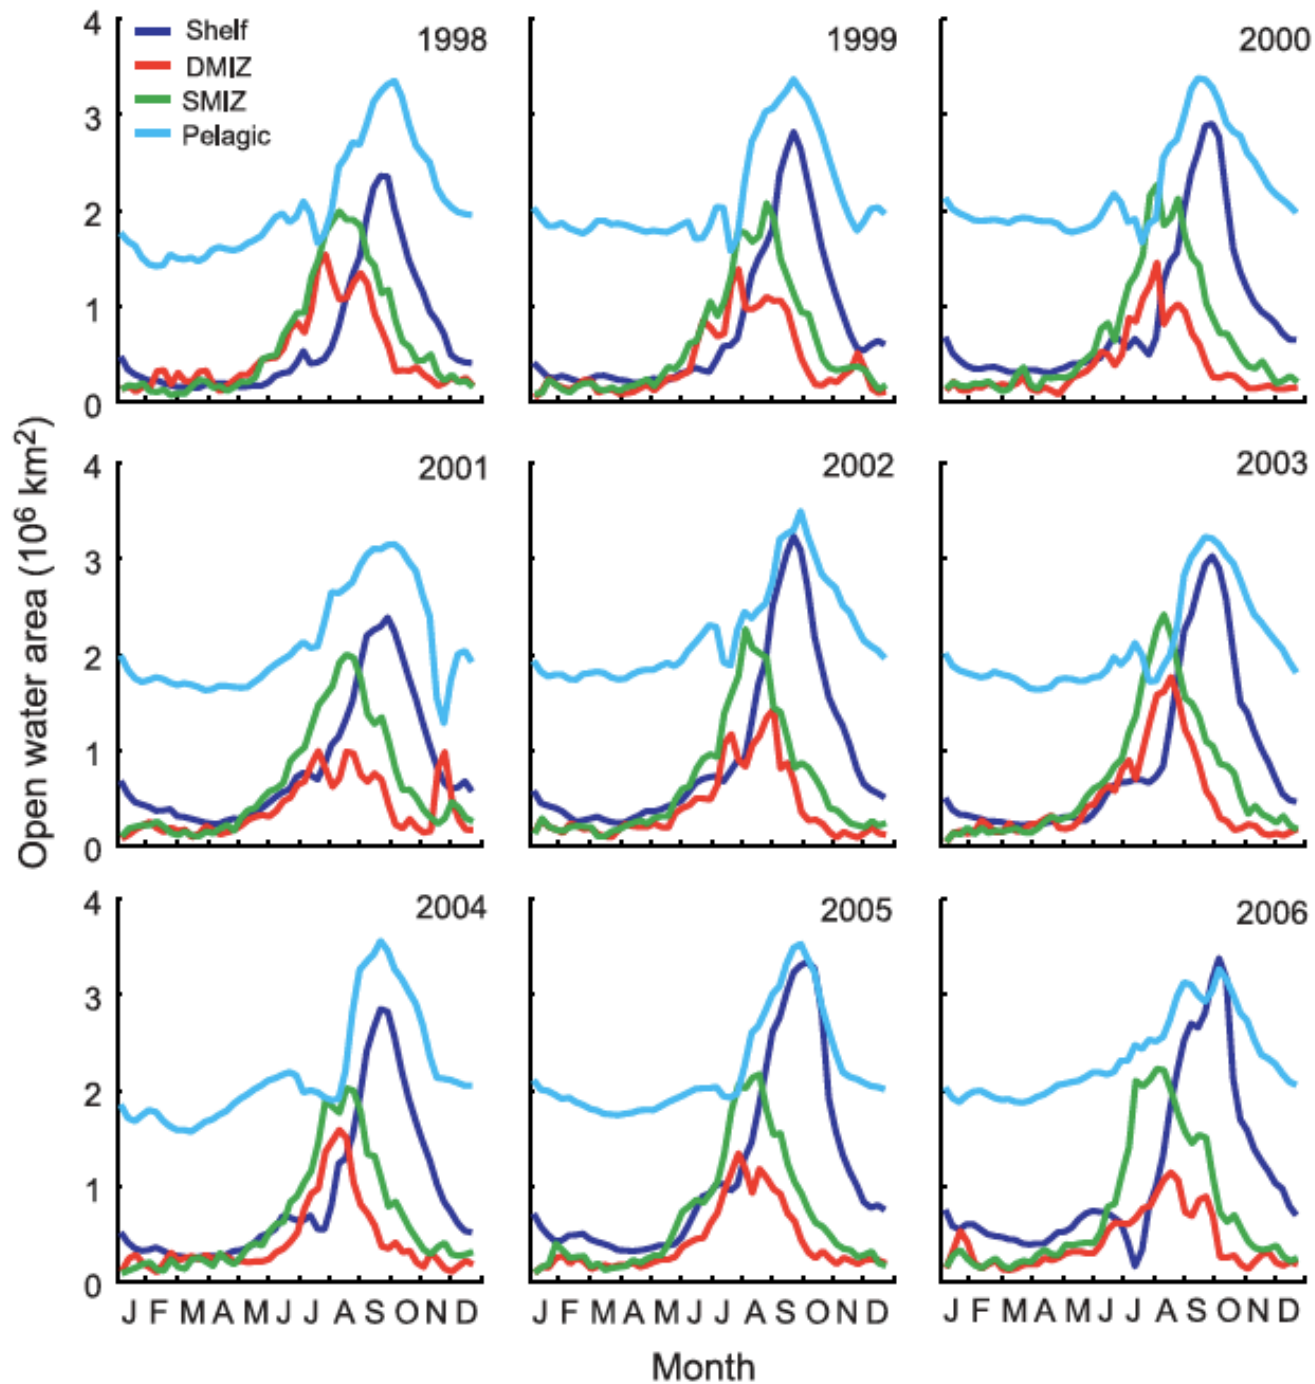 Shelf
DMIZ
SMIZ
Pelagic
1998
1999
2000
4
3
2
1
0
2001
2002
2003
4
3
2
1
0
2004
2005
2006
4
3
2
1
0
Open water area (10⁶ km²)
J F M A M J J A S O N D
J F M A M J J A S O N D
J F M A M J J A S O N D
Month